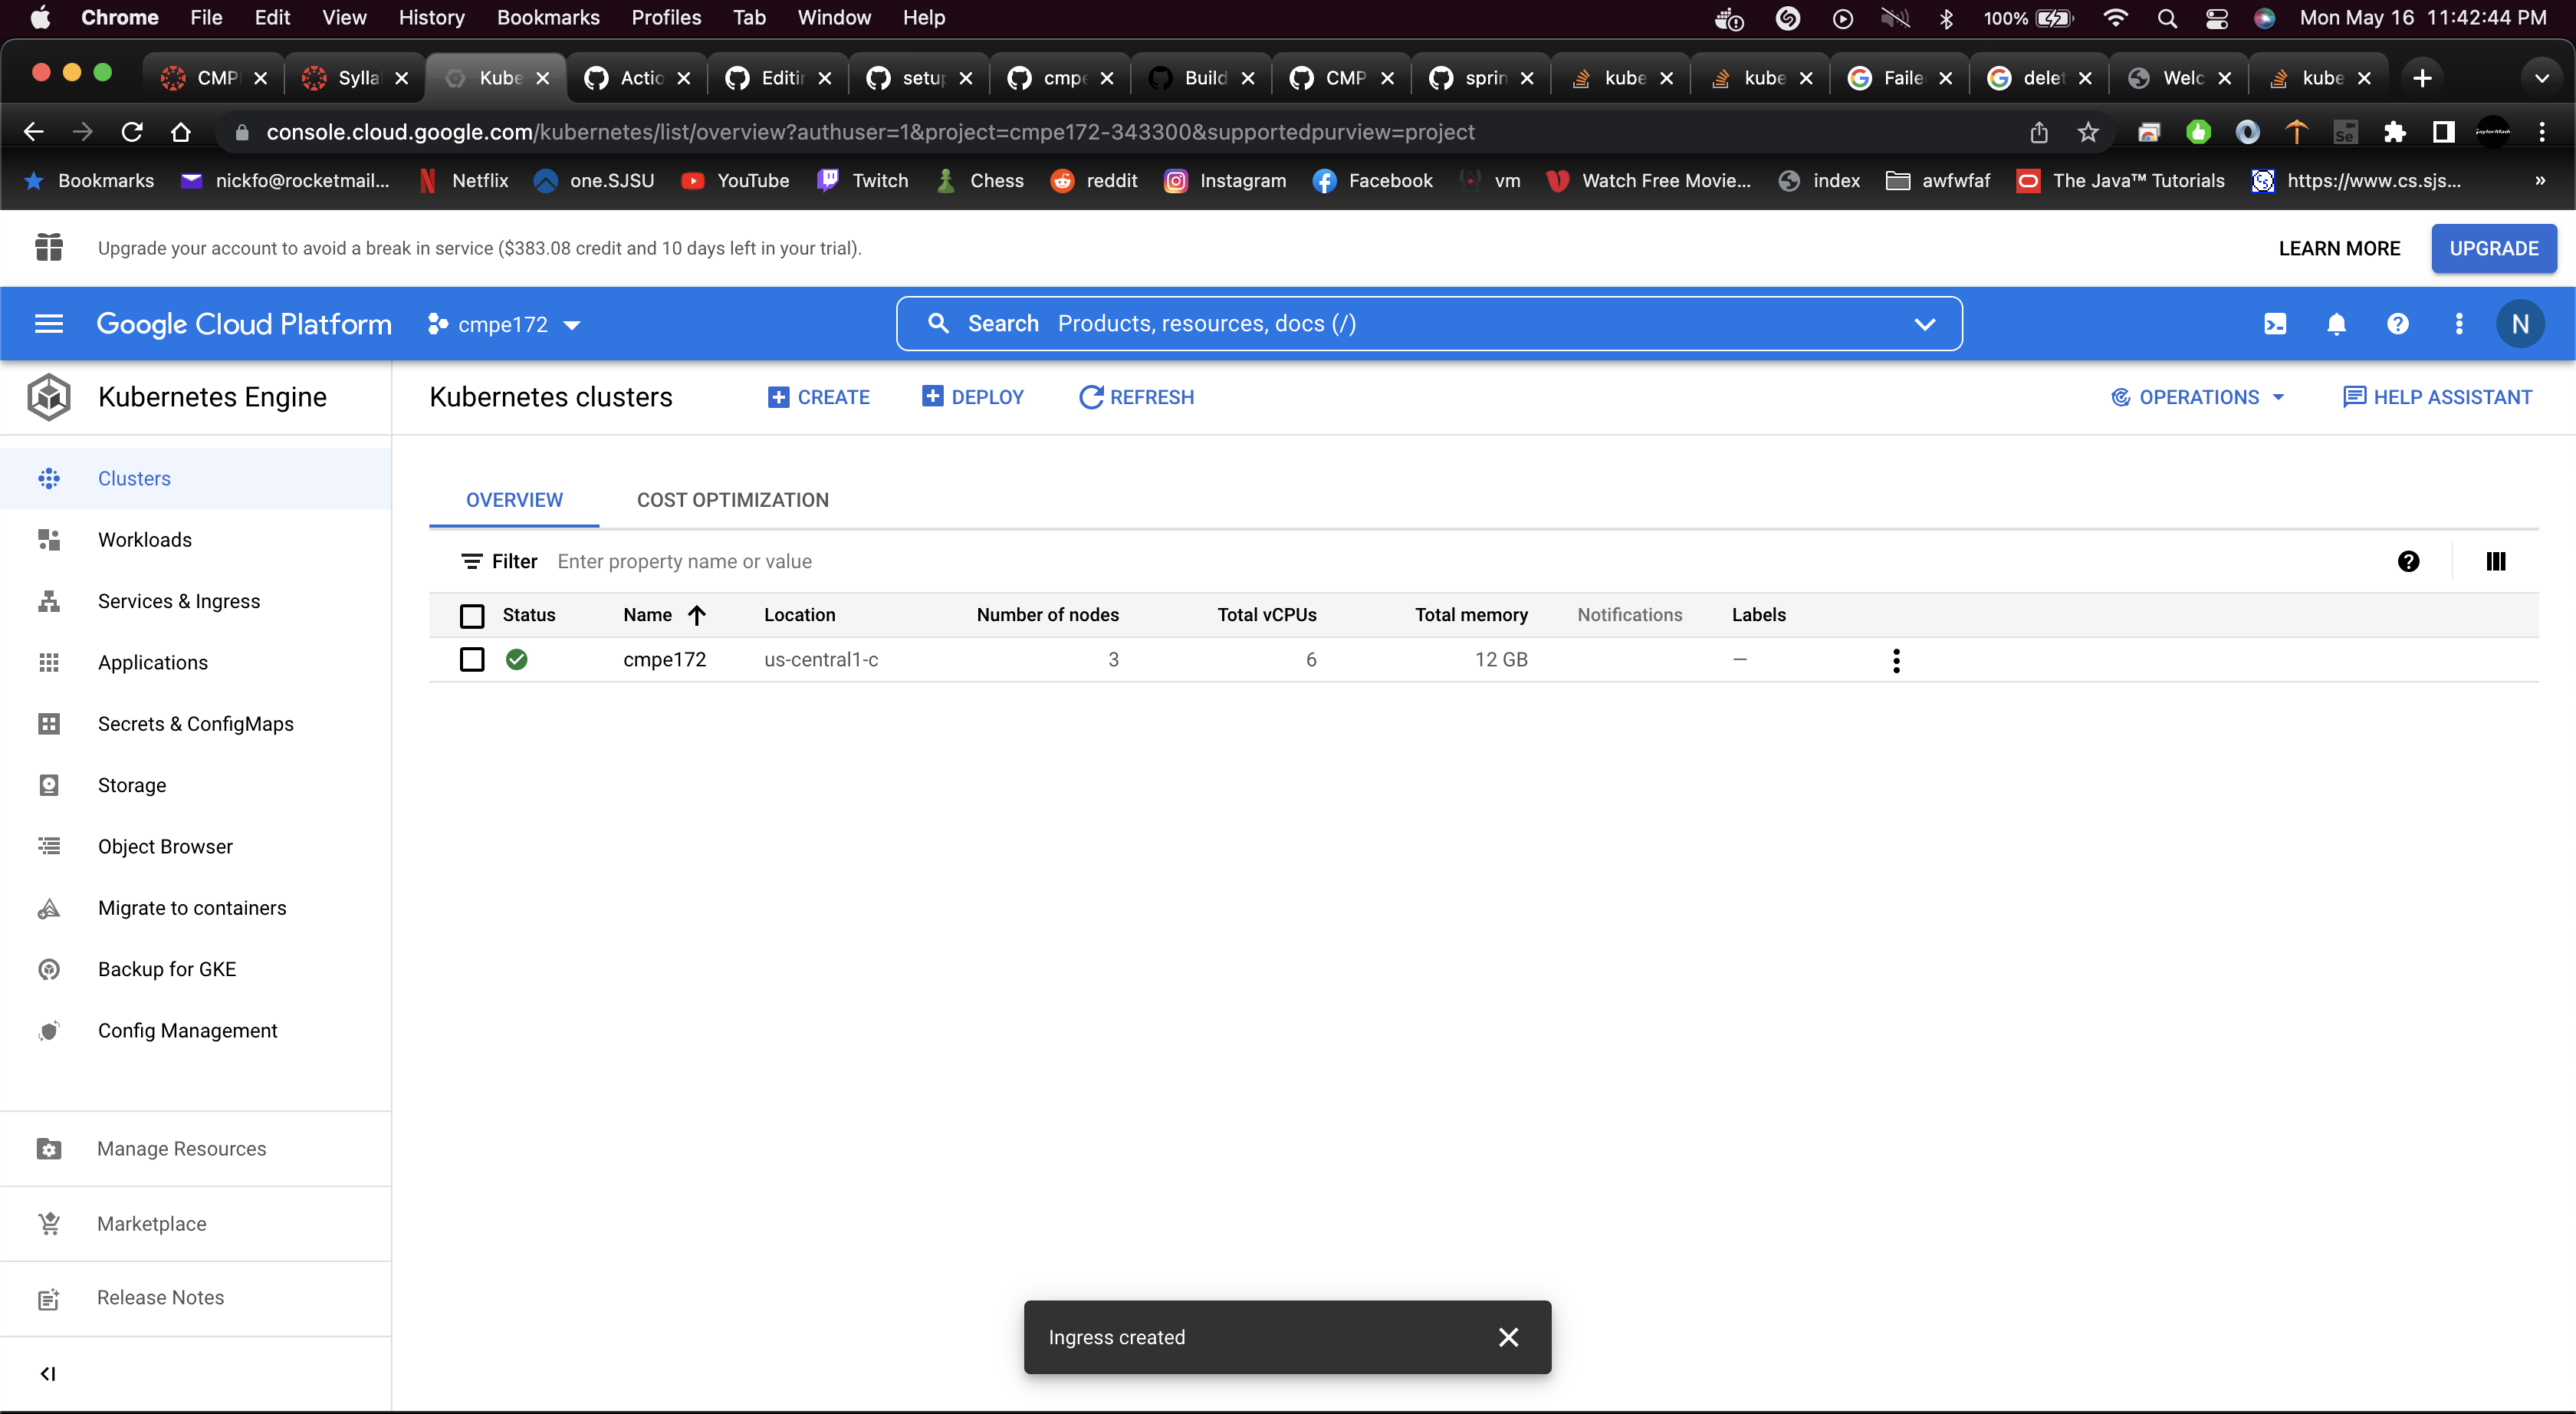 Chrome File Edit View History Bookmarks Profiles Tab Window Help 100% Mon May 16 11:42:44 PM
CMP Sylla Kube Actio Editin setup cmpe Build CMP sprin kube kube Faile delet Welc kube
console.cloud.google.com/kubernetes/list/overview?authuser=1&project=cmpe172-343300&supportedpurview=project
Bookmarks nickfo@rocketmail... Netflix one.SJSU YouTube Twitch Chess reddit Instagram Facebook vm Watch Free Movie... index awfwfaf The Java™ Tutorials https://www.cs.sjs... »
Upgrade your account to avoid a break in service ($383.08 credit and 10 days left in your trial). LEARN MORE UPGRADE
Google Cloud Platform cmpe172 Search Products, resources, docs (/) N
Kubernetes Engine
Kubernetes clusters CREATE DEPLOY REFRESH OPERATIONS HELP ASSISTANT
Clusters
Workloads
Services & Ingress
Applications
Secrets & ConfigMaps
Storage
Object Browser
Migrate to containers
Backup for GKE
Config Management
Manage Resources
Marketplace
Release Notes
OVERVIEW COST OPTIMIZATION
Filter Enter property name or value
Status Name Location Number of nodes Total vCPUs Total memory Notifications Labels
cmpe172 us-central1-c 3 6 12 GB —
Ingress created